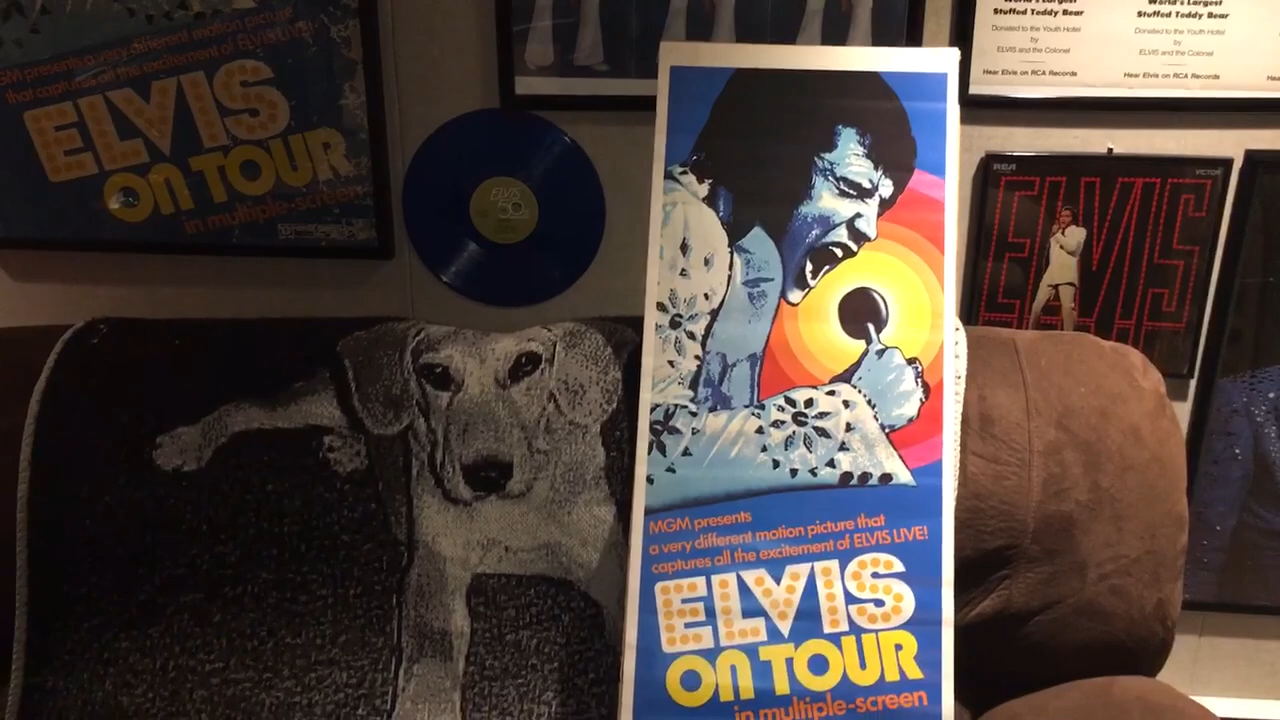 GM presents a very different motion picture
that captures all the excitement of ELVIS LIVE!
ELVIS
ON TOUR
in multiple-screen
ELVIS
50
World's Largest
Stuffed Teddy Bear
Donated to the Youth Hotel
by
ELVIS and the Colonel
Hear Elvis on RCA Records
World's Largest
Stuffed Teddy Bear
Donated to the Youth Hotel
by
ELVIS and the Colonel
Hear Elvis on RCA Records
Hea
RCA
VICTOR
ELVIS
MGM presents
a very different motion picture that
captures all the excitement of ELVIS LIVE!
ELVIS
ON TOUR
in multiple-screen